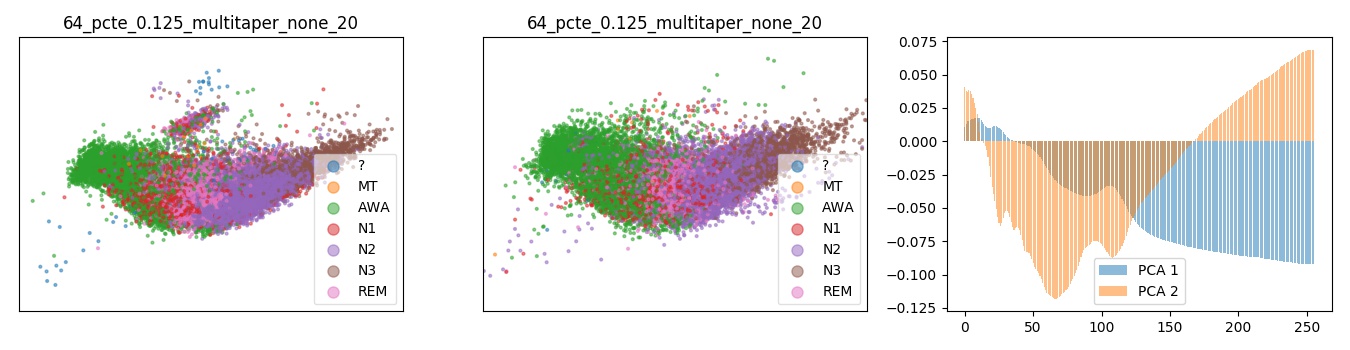 64_pcte_0.125_multitaper_none_20
?
MT
AWA
N1
N2
N3
REM
64_pcte_0.125_multitaper_none_20
?
MT
AWA
N1
N2
N3
REM
0.075
0.050
0.025
0.000
−0.025
−0.050
−0.075
−0.100
−0.125
0 50 100 150 200 250
PCA 1
PCA 2